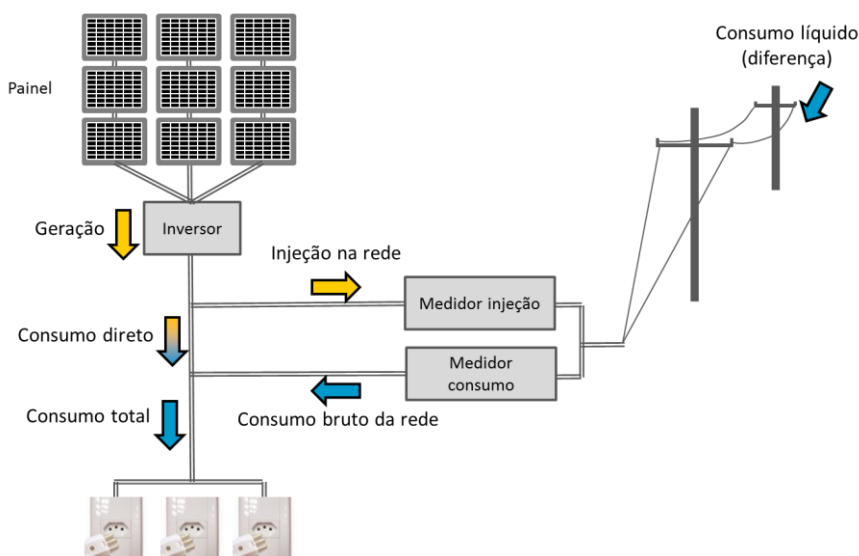 Consumo líquido
(diferença)
Painel
Geração
Inversor
Injeção na rede
Medidor injeção
Consumo direto
Medidor
consumo
Consumo total
Consumo bruto da rede